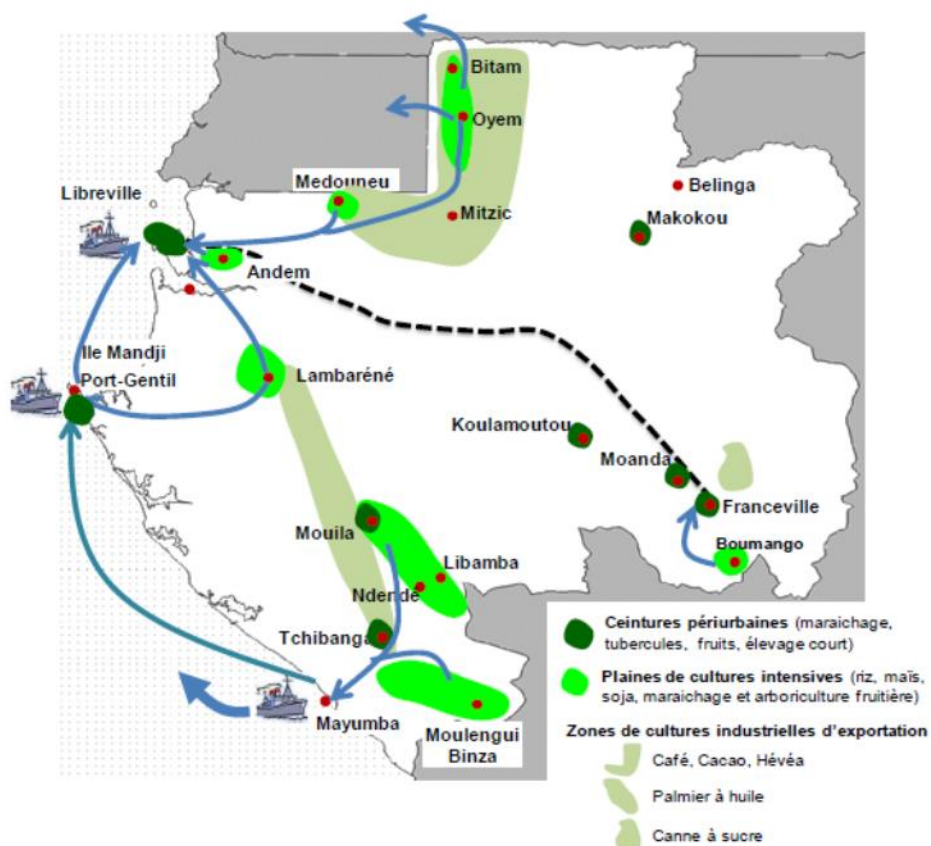 Bitam
Oyem
Medouneu
Belinga
Libreville
Mitzic
Makokou
Andem
Ile Mandji
Port-Gentil
Lambaréné
Koulamoutou
Moanda
Franceville
Mouila
Boumango
Libamba
Ndendé
Tchibanga
Mayumba
Moulengui
Binza
Ceintures périurbaines (maraichage,
tubercules, fruits, élevage court)
Plaines de cultures intensives (riz, maïs,
soja, maraichage et arboriculture fruitière)
Zones de cultures industrielles d'exportation
Café, Cacao, Hévéa
Palmier à huile
Canne à sucre